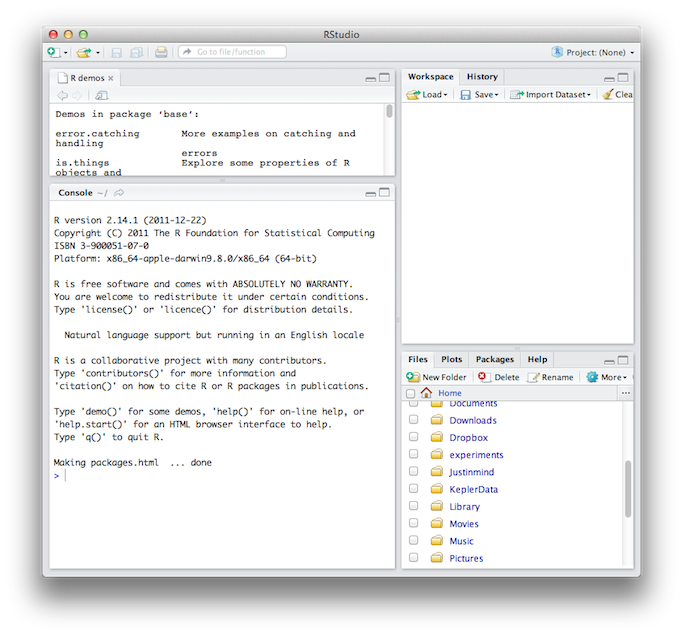 RStudio
Go to file/function
Project: (None)
R demos
Demos in package ‘base’:
error.catching More examples on catching and
handling
errors
is.things Explore some properties of R
objects and
Console ~/
R version 2.14.1 (2011-12-22)
Copyright (C) 2011 The R Foundation for Statistical Computing
ISBN 3-900051-07-0
Platform: x86_64-apple-darwin9.8.0/x86_64 (64-bit)
R is free software and comes with ABSOLUTELY NO WARRANTY.
You are welcome to redistribute it under certain conditions.
Type 'license()' or 'licence()' for distribution details.
Natural language support but running in an English locale
R is a collaborative project with many contributors.
Type 'contributors()' for more information and
'citation()' on how to cite R or R packages in publications.
Type 'demo()' for some demos, 'help()' for on-line help, or
'help.start()' for an HTML browser interface to help.
Type 'q()' to quit R.
Making packages.html ... done
>
Workspace History
Load Save Import Dataset Clea
Files Plots Packages Help
New Folder Delete Rename More
Home ...
Documents
Downloads
Dropbox
experiments
Justinmind
KeplerData
Library
Movies
Music
Pictures